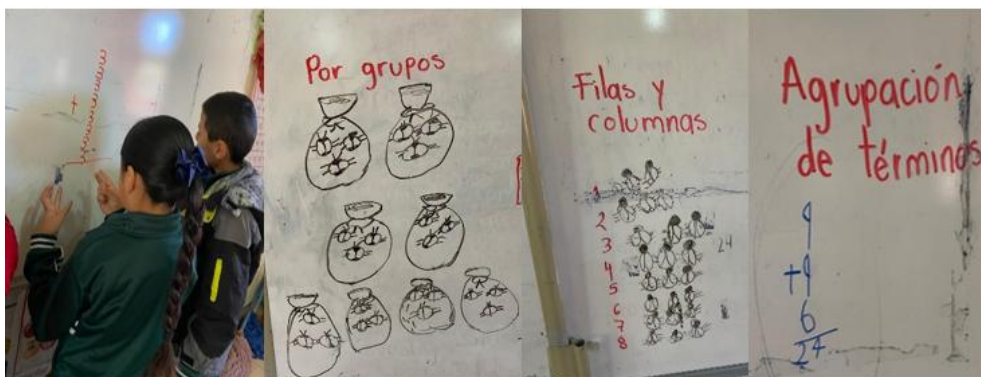 Por grupos
Filas y
columnas
1
2
3
24
4
5
6
7
8
Agrupación
de términos
9
+9
6
24